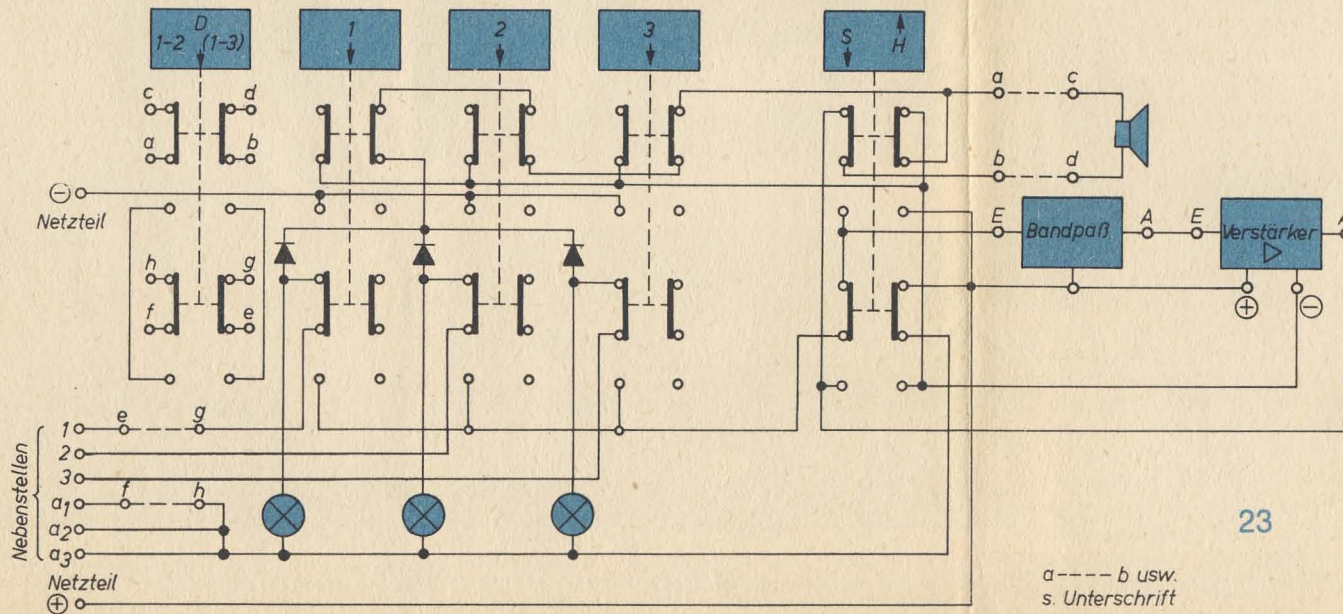 D
1-2 (1-3)
1
2
3
S H
c d
a b
a c
b d
⊖
Netzteil
h g
f e
E Bandpaß A E Verstärker A
⊕ ⊖
Nebenstellen
1 e g
2
3
a1 f h
a2
a3
Netzteil
⊕
23
a----b usw.
s. Unterschrift